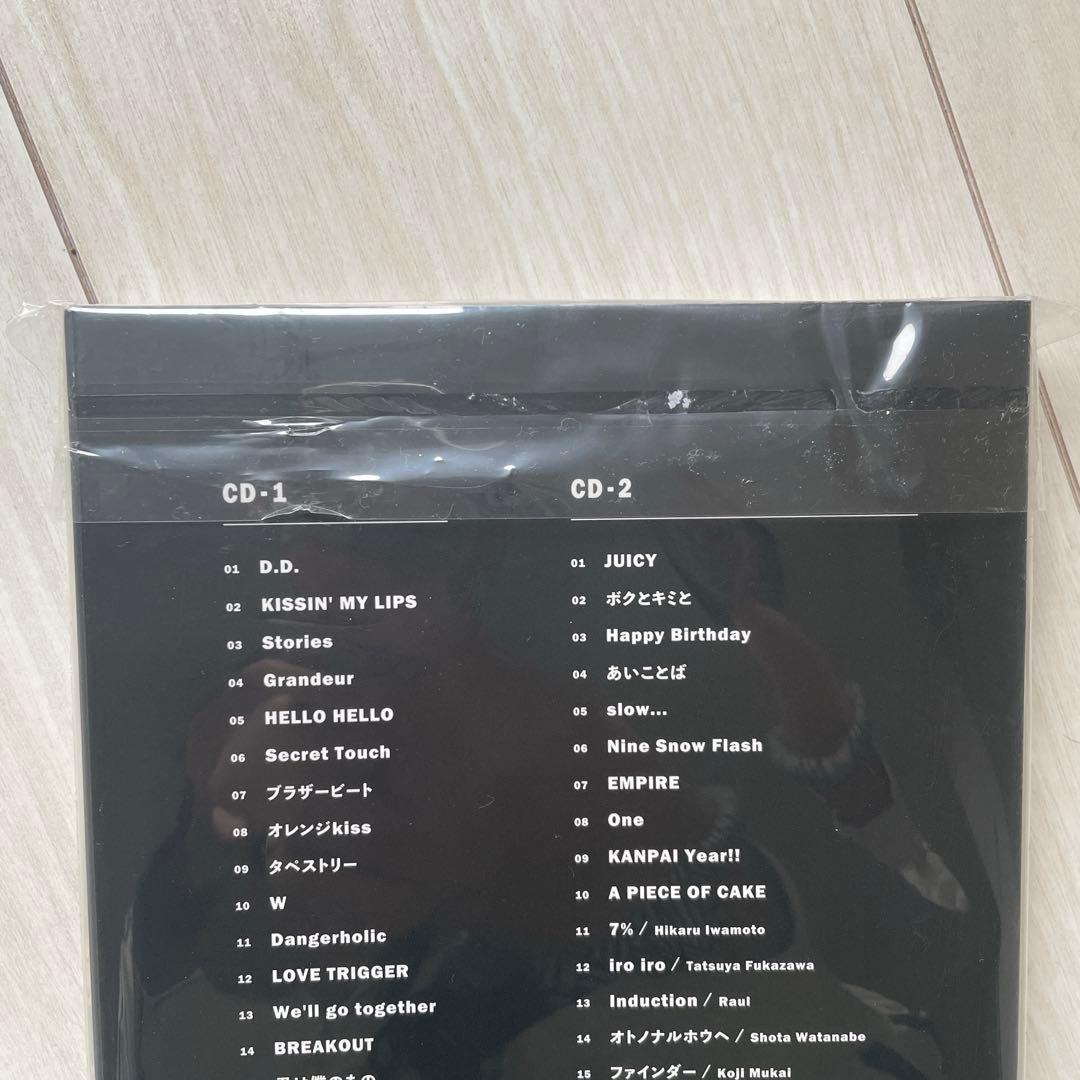 CD-1
01 D.D.
02 KISSIN' MY LIPS
03 Stories
04 Grandeur
05 HELLO HELLO
06 Secret Touch
07 ブラザービート
08 オレンジkiss
09 タペストリー
10 W
11 Dangerholic
12 LOVE TRIGGER
13 We'll go together
14 BREAKOUT
CD-2
01 JUICY
02 ボクとキミと
03 Happy Birthday
04 あいことば
05 slow...
06 Nine Snow Flash
07 EMPIRE
08 One
09 KANPAI Year!!
10 A PIECE OF CAKE
11 7% / Hikaru Iwamoto
12 iro iro / Tatsuya Fukazawa
13 Induction / Raul
14 オトノナルホウへ / Shota Watanabe
15 ファインダー / Koji Mukai